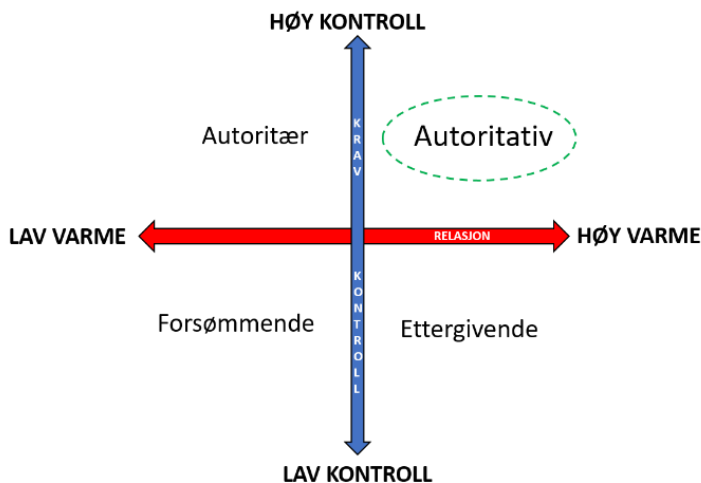 HØY KONTROLL
Autoritær
KRAV
Autoritativ
LAV VARME
RELASJON
HØY VARME
Forsømmende
KONTROLL
Ettergivende
LAV KONTROLL